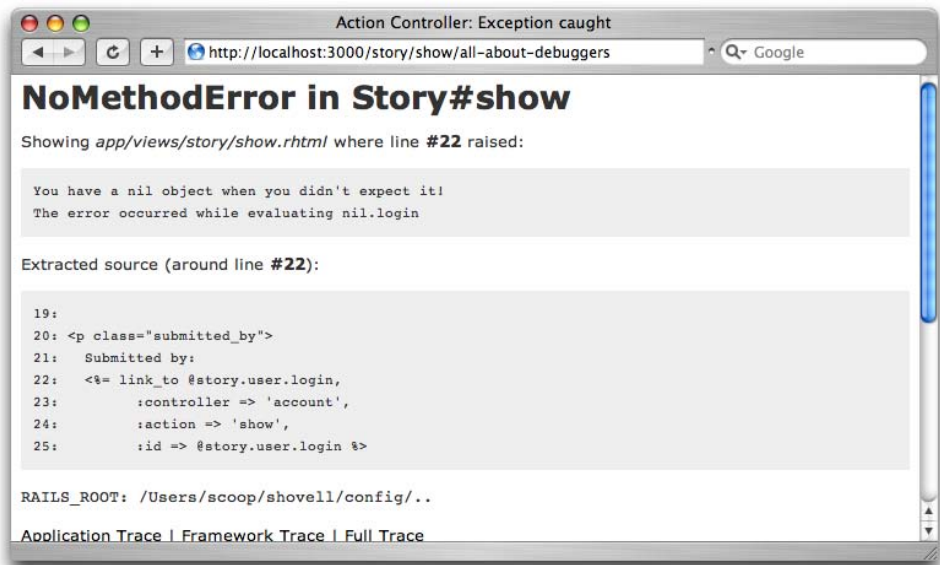 Action Controller: Exception caught
http://localhost:3000/story/show/all-about-debuggers
Google
NoMethodError in Story#show
Showing app/views/story/show.rhtml where line #22 raised:
You have a nil object when you didn't expect it!
The error occurred while evaluating nil.login
Extracted source (around line #22):
19:
20: <p class="submitted_by">
21:   Submitted by:
22:   <%= link_to @story.user.login,
23:         :controller => 'account',
24:         :action => 'show',
25:         :id => @story.user.login %>
RAILS_ROOT: /Users/scoop/shovell/config/..
Application Trace | Framework Trace | Full Trace